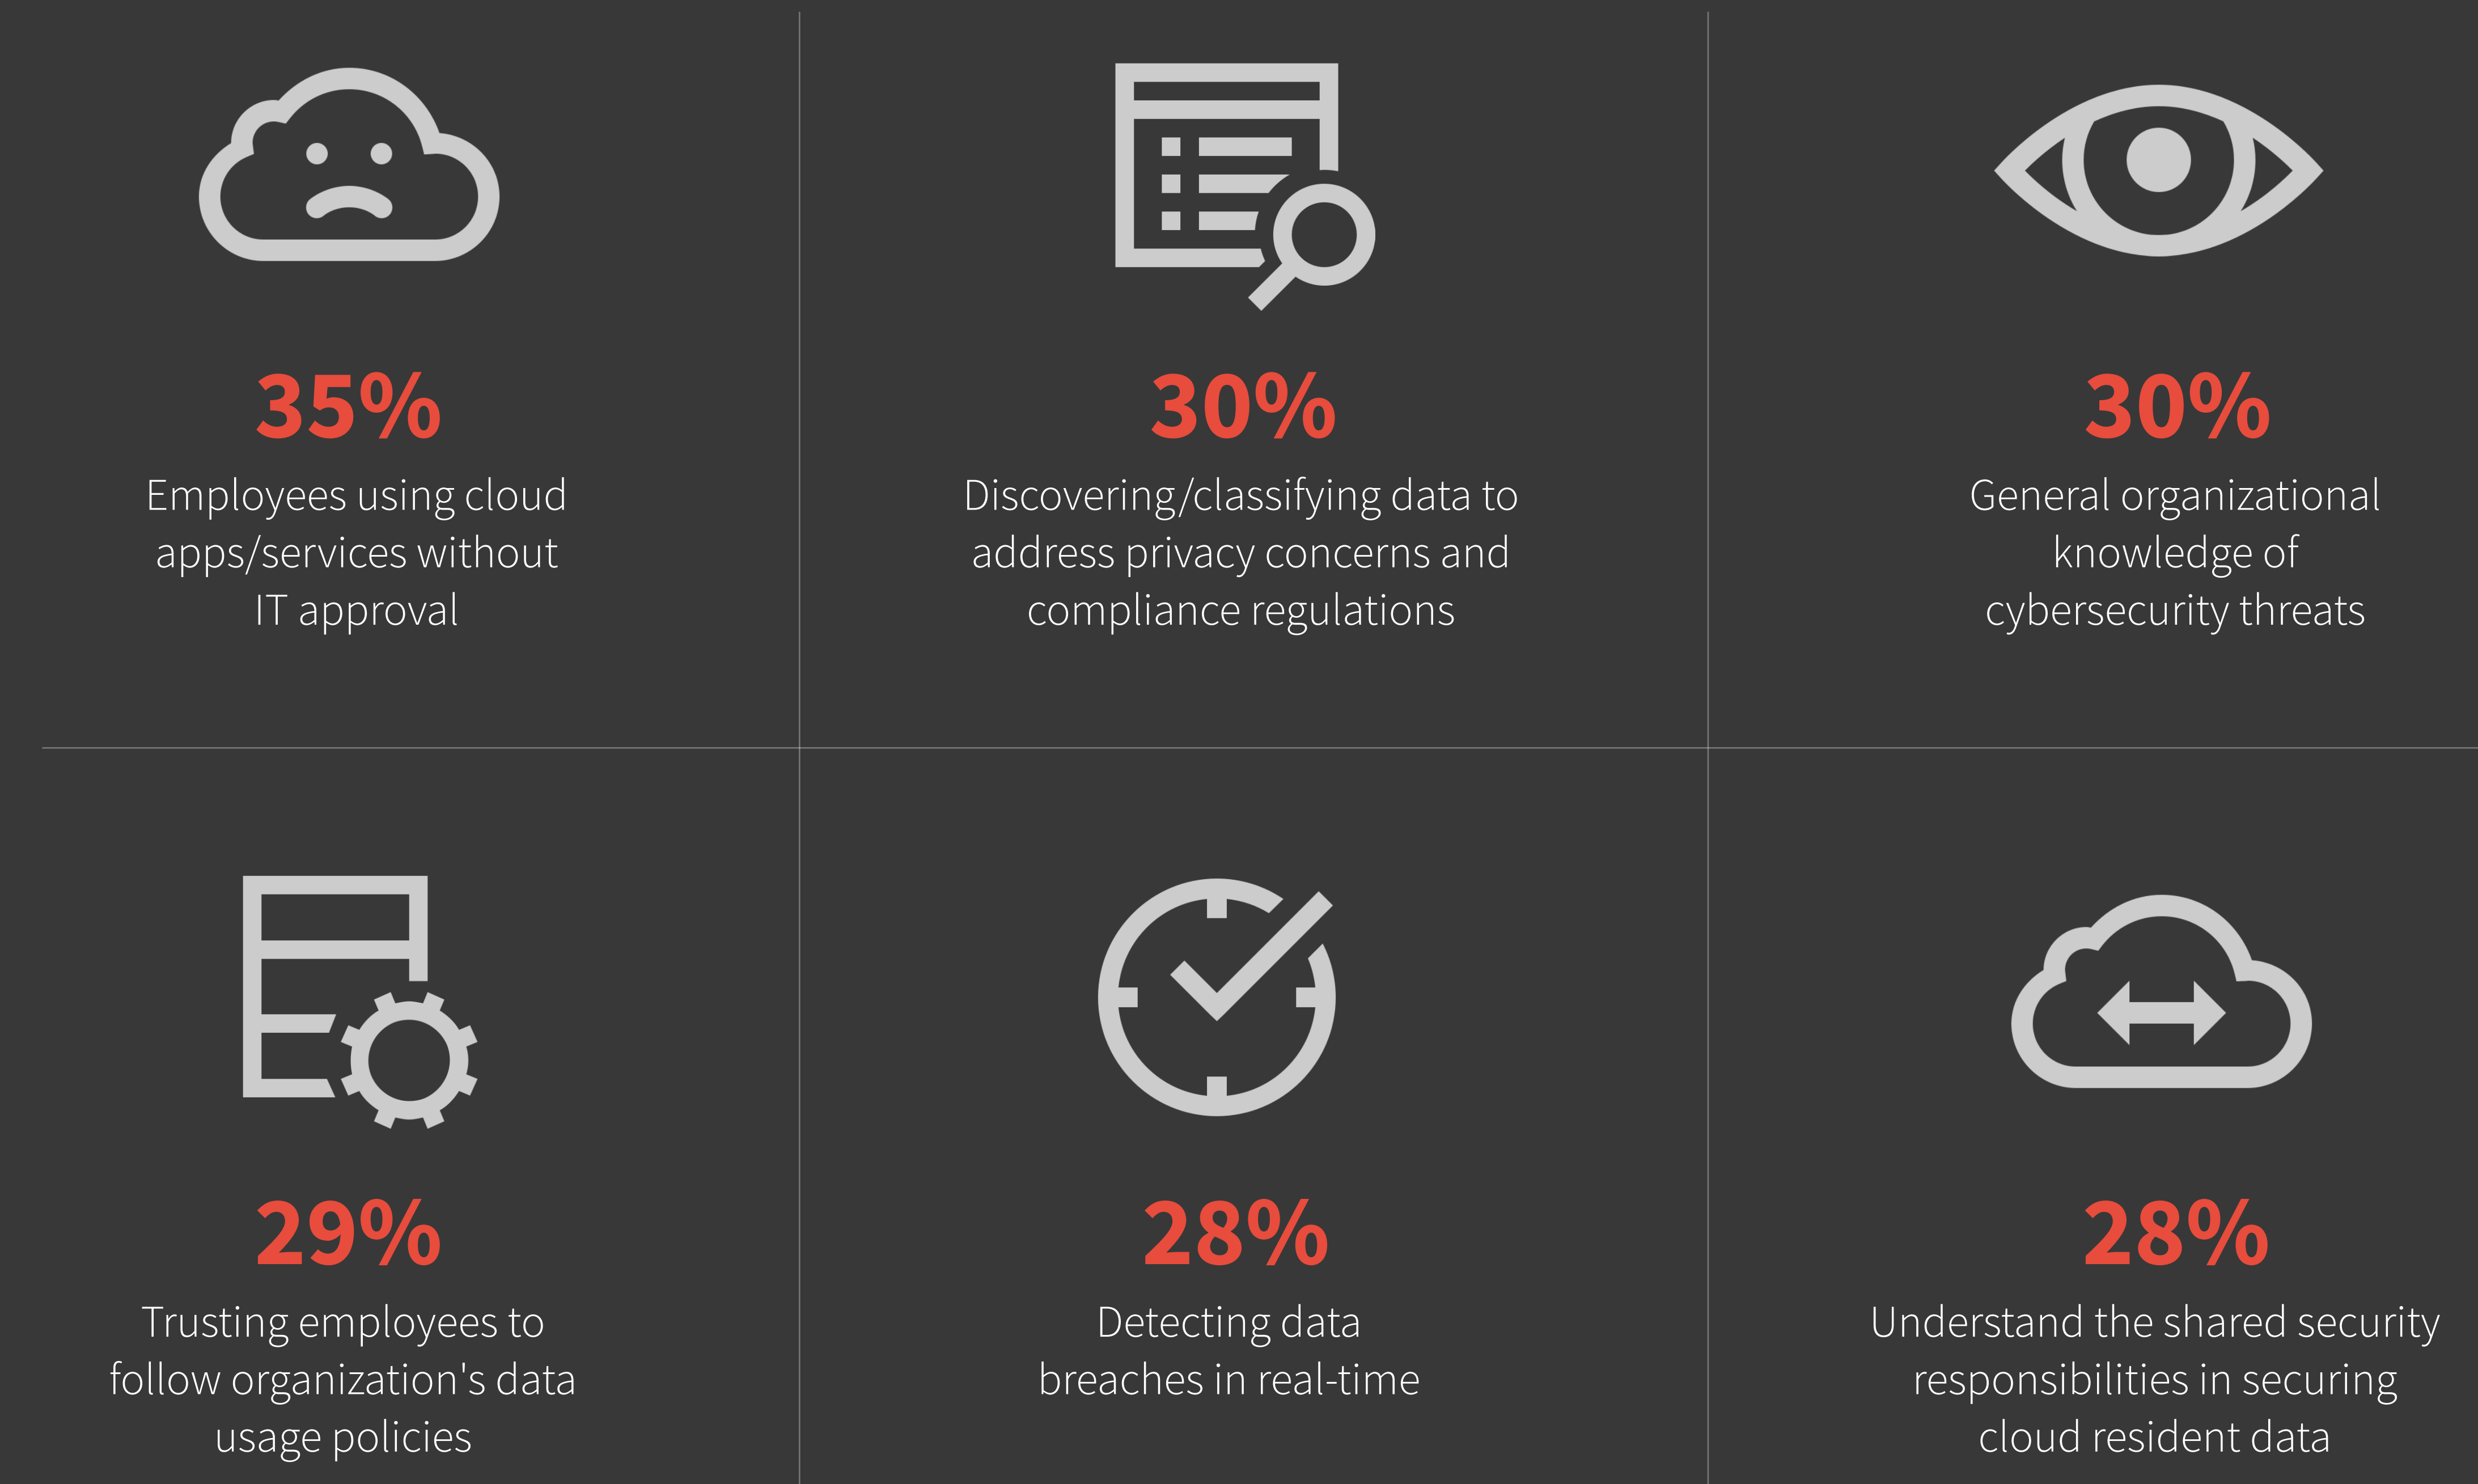 35%
Employees using cloud
apps/services without
IT approval
30%
Discovering/classifying data to
address privacy concerns and
compliance regulations
30%
General organizational
knowledge of
cybersecurity threats
29%
Trusting employees to
follow organization's data
usage policies
28%
Detecting data
breaches in real-time
28%
Understand the shared security
responsibilities in securing
cloud resident data